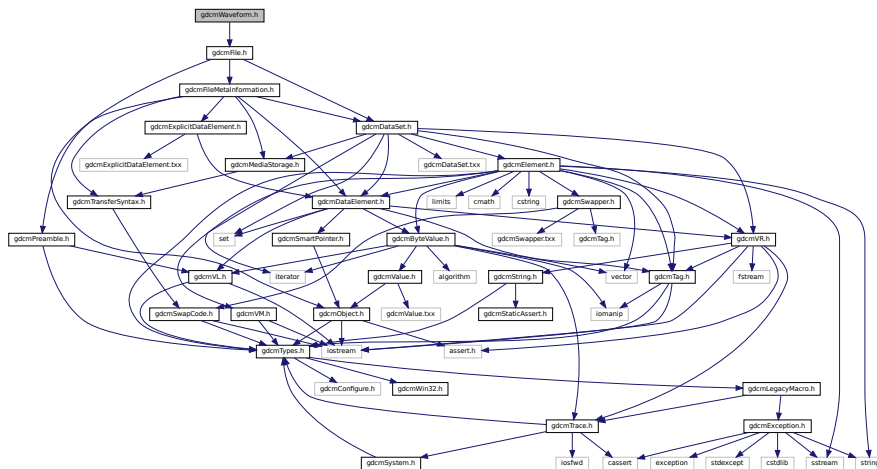 gdcmWaveform.h
gdcmFile.h
gdcmFileMetaInformation.h
gdcmExplicitDataElement.h
gdcmDataSet.h
gdcmExplicitDataElement.txx
gdcmMediaStorage.h
gdcmDataSet.txx
gdcmElement.h
gdcmTransferSyntax.h
gdcmDataElement.h
limits
cmath
cstring
gdcmSwapper.h
gdcmPreamble.h
set
gdcmSmartPointer.h
gdcmByteValue.h
gdcmSwapper.txx
gdcmTag.h
gdcmVR.h
gdcmVL.h
iterator
gdcmValue.h
algorithm
gdcmString.h
vector
gdcmTag.h
fstream
gdcmSwapCode.h
gdcmVM.h
gdcmObject.h
gdcmValue.txx
gdcmStaticAssert.h
iomanip
gdcmTypes.h
iostream
assert.h
gdcmConfigure.h
gdcmWin32.h
gdcmLegacyMacro.h
gdcmTrace.h
gdcmException.h
gdcmSystem.h
iosfwd
cassert
exception
stdexcept
cstdlib
sstream
string